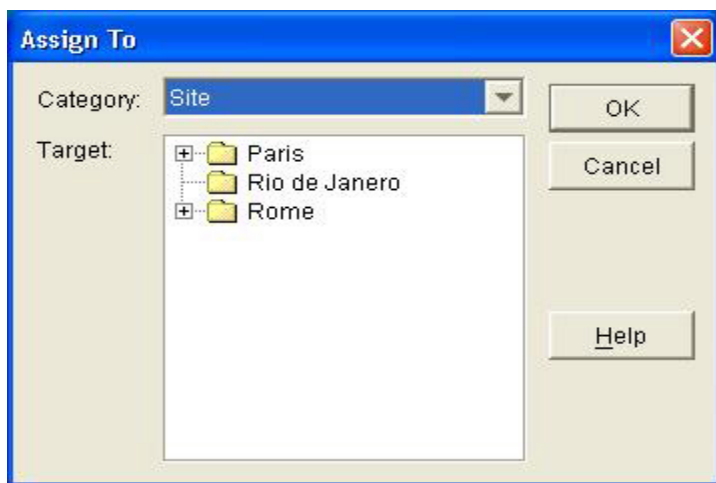 Assign To
Category: Site
OK
Target:
Paris
Cancel
Rio de Janero
Rome
Help